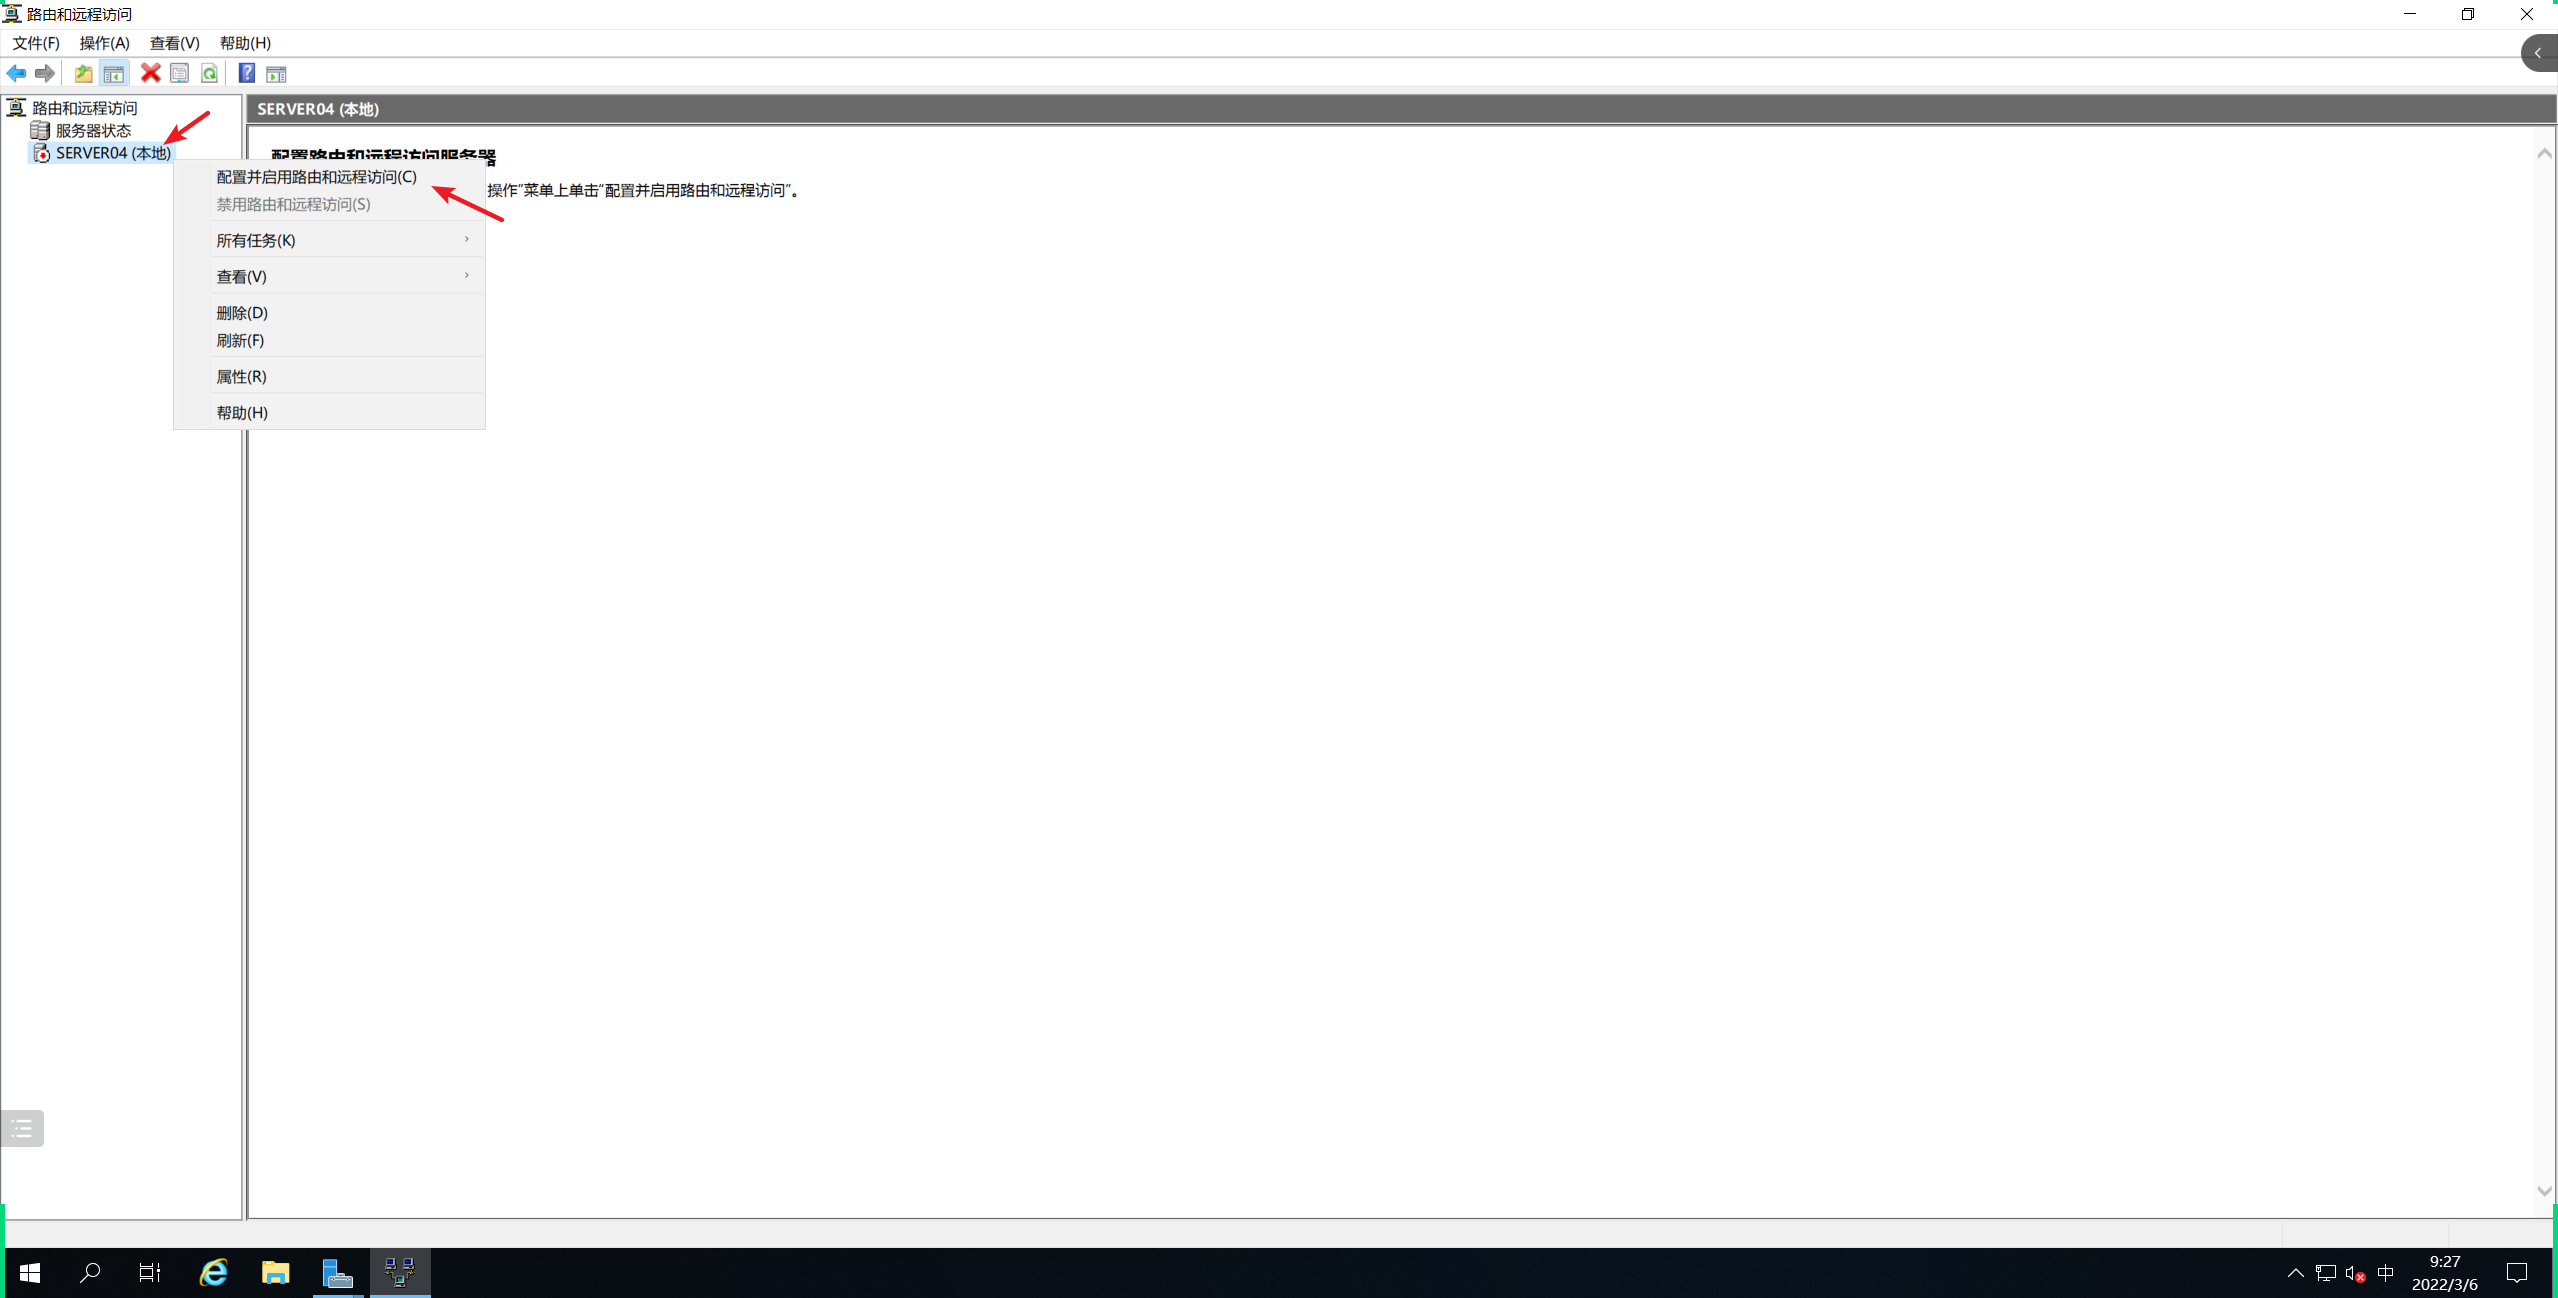 路由和远程访问
文件(F) 操作(A) 查看(V) 帮助(H)
路由和远程访问
服务器状态
SERVER04 (本地)
SERVER04 (本地)
配置路由和远程访问服务器
操作"菜单上单击"配置并启用路由和远程访问"。
配置并启用路由和远程访问(C)
禁用路由和远程访问(S)
所有任务(K)
查看(V)
删除(D)
刷新(F)
属性(R)
帮助(H)
中
9:27
2022/3/6